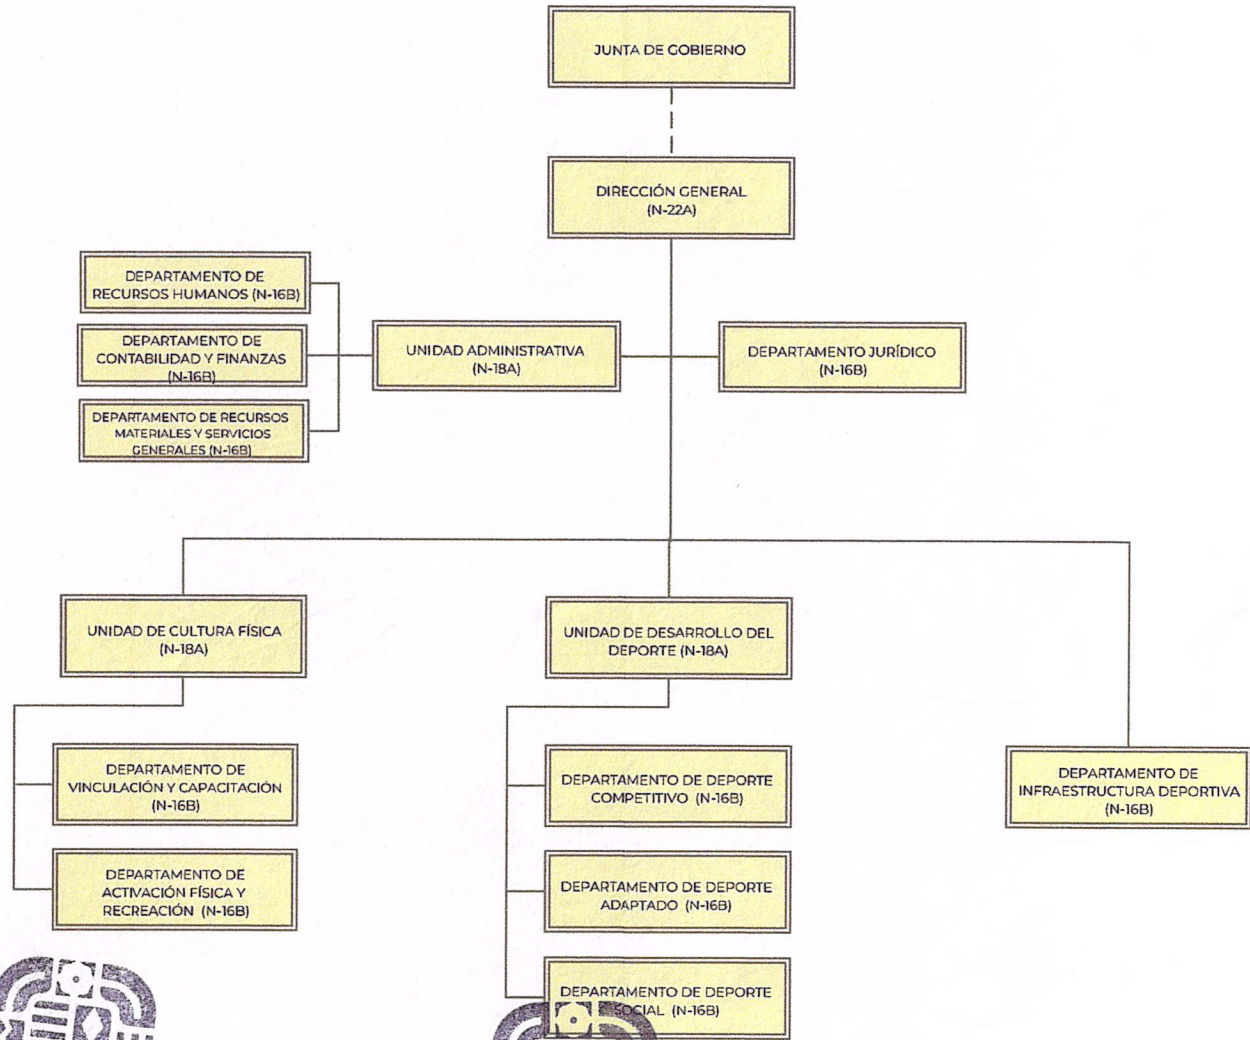 JUNTA DE GOBIERNO
DIRECCIÓN GENERAL
(N-22A)
DEPARTAMENTO DE
RECURSOS HUMANOS (N-16B)
DEPARTAMENTO DE
CONTABILIDAD Y FINANZAS
(N-16B)
DEPARTAMENTO DE RECURSOS
MATERIALES Y SERVICIOS
GENERALES (N-16B)
UNIDAD ADMINISTRATIVA
(N-18A)
DEPARTAMENTO JURÍDICO
(N-16B)
UNIDAD DE CULTURA FÍSICA
(N-18A)
DEPARTAMENTO DE
VINCULACIÓN Y CAPACITACIÓN
(N-16B)
DEPARTAMENTO DE
ACTIVACIÓN FÍSICA Y
RECREACIÓN (N-16B)
UNIDAD DE DESARROLLO DEL
DEPORTE (N-18A)
DEPARTAMENTO DE DEPORTE
COMPETITIVO (N-16B)
DEPARTAMENTO DE DEPORTE
ADAPTADO (N-16B)
DEPARTAMENTO DE DEPORTE
SOCIAL (N-16B)
DEPARTAMENTO DE
INFRAESTRUCTURA DEPORTIVA
(N-16B)